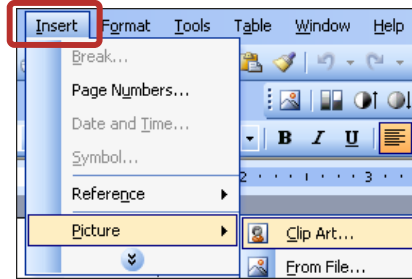 Insert Format Tools Table Window Help
Break...
Page Numbers...
Date and Time...
Symbol...
B I U
2 3
Reference
Picture
Clip Art...
From File...